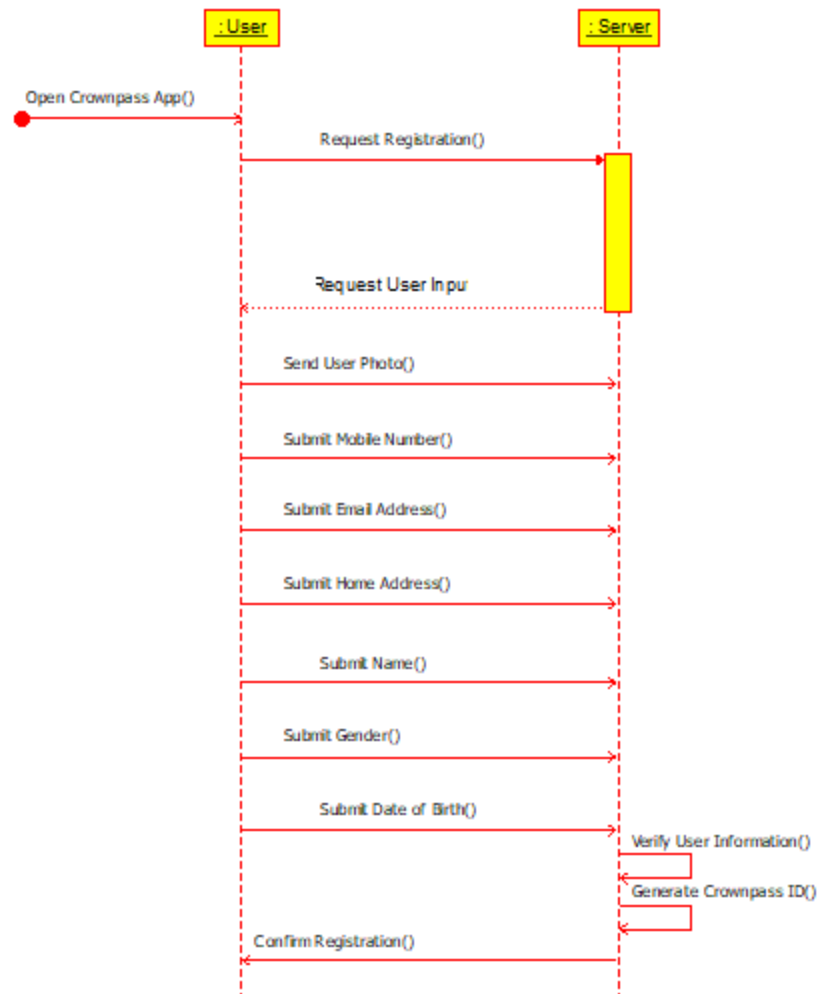 : User
: Server
Open Crownpass App()
Request Registration()
Request User Inpu
Send User Photo()
Submit Mobile Number()
Submit Email Address()
Submit Home Address()
Submit Name()
Submit Gender()
Submit Date of Birth()
Verify User Information()
Generate Crownpass ID()
Confirm Registration()